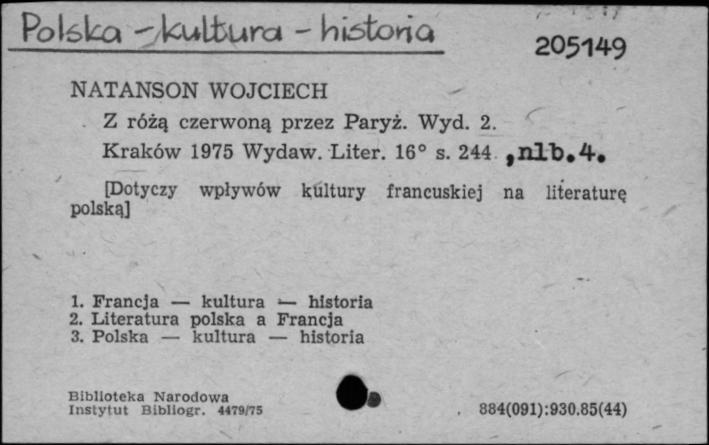 Polska - kultura - historia
205149
NATANSON WOJCIECH
Z różą czerwoną przez Paryż. Wyd. 2.
Kraków 1975 Wydaw. Liter. 16° s. 244 ,nlb.4.
[Dotyczy wpływów kultury francuskiej na literaturę
polską]
1. Francja — kultura — historia
2. Literatura polska a Francja
3. Polska — kultura — historia
Biblioteka Narodowa
Instytut Bibliogr. 4479/75
884(091):930.85(44)